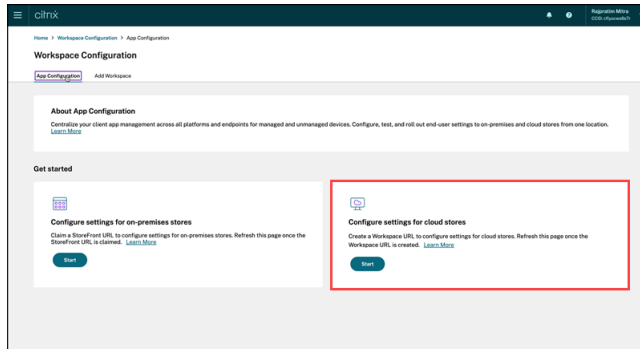 citrix
Rajaratim Mitra
Home > Workspace Configuration > App Configuration
Workspace Configuration
App Configuration Add Workspace
About App Configuration
Centralize your client app management across all platforms and endpoints for managed and unmanaged devices. Configure, test, and roll out end-user settings to on-premises and cloud stores from one location.
Learn More
Get started
Configure settings for on-premises stores
Claim a StoreFront URL to configure settings for on-premises stores. Refresh this page once the
StoreFront URL is claimed. Learn More
Start
Configure settings for cloud stores
Create a Workspace URL to configure settings for cloud stores. Refresh this page once the
Workspace URL is created. Learn More
Start